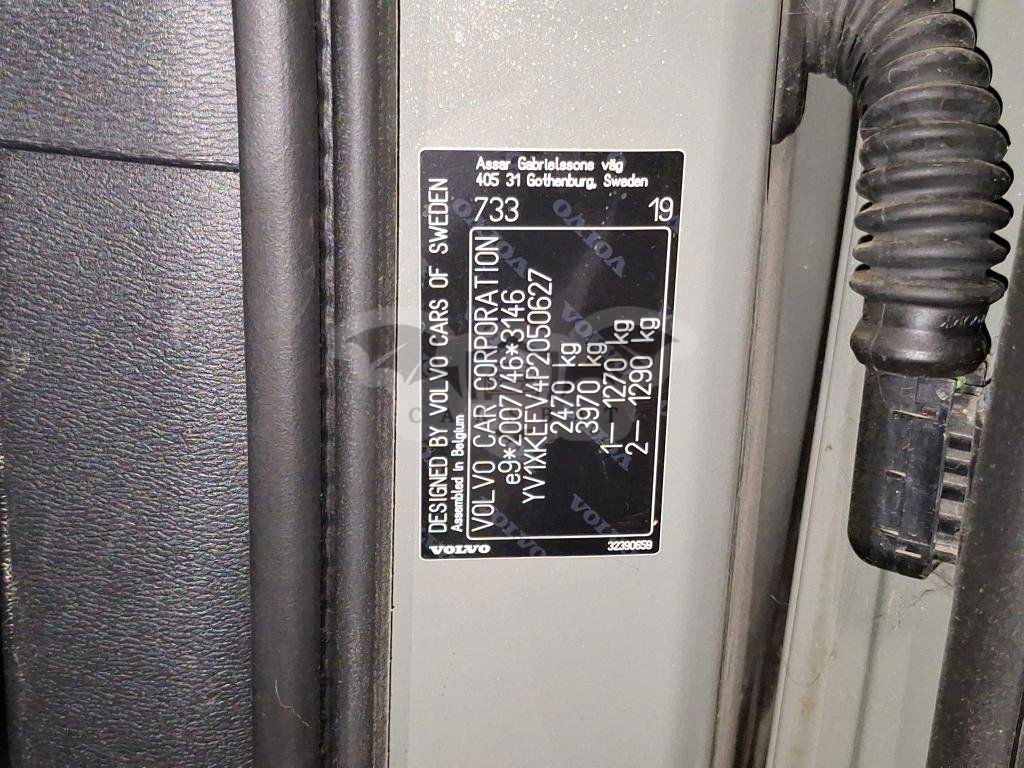 DESIGNED BY VOLVO CARS OF SWEDEN
Assembled in Belgium
VOLVO
Assar Gabrielssons väg
405 31 Gothenburg, Sweden
733
19
VOLVO CAR CORPORATION
e9*2007/46*3146
YV1XKEFV4P2050627
2470 kg
3970 kg
1– 1270 kg
2– 1290 kg
32390659